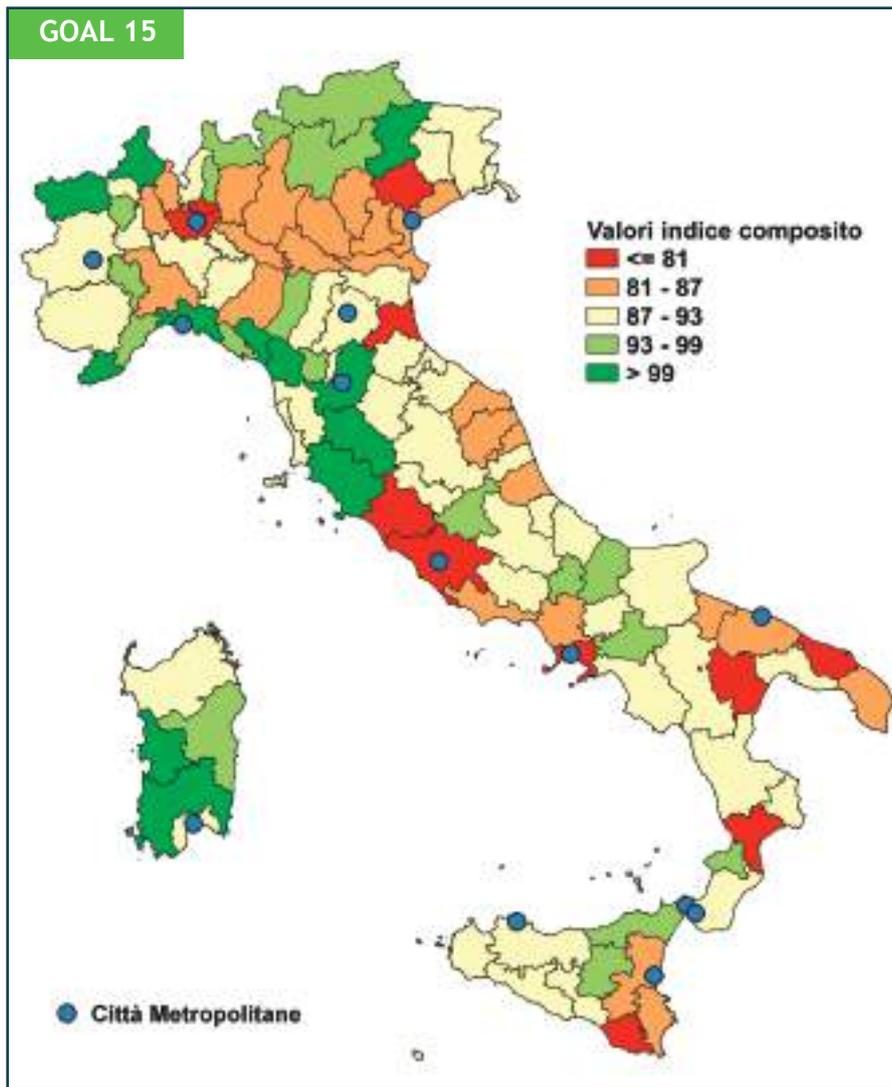 GOAL 15
Valori indice composito
<= 81
81 - 87
87 - 93
93 - 99
> 99
Città Metropolitane